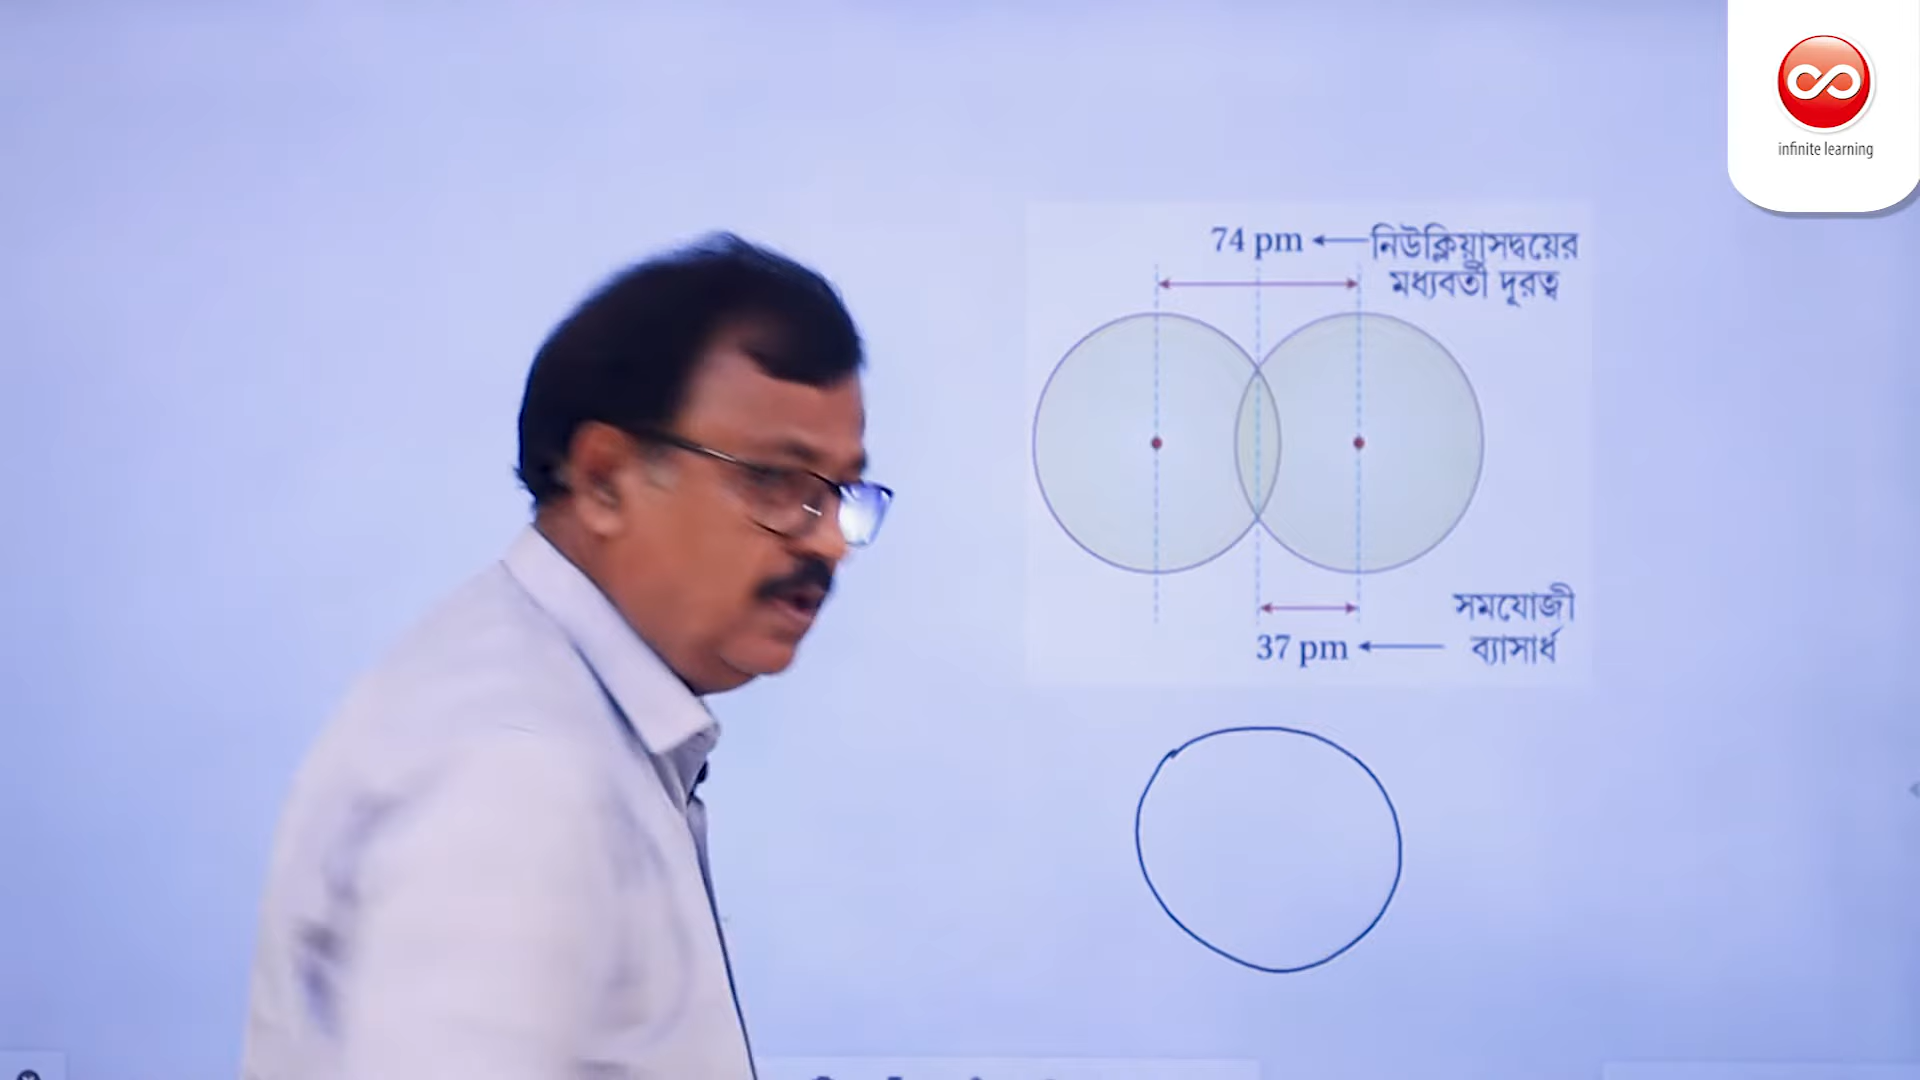 infinite learning
74 pm নিউক্লিয়াসদ্বয়ের
মধ্যবর্তী দূরত্ব
সমযোজী
37 pm ব্যাসার্ধ